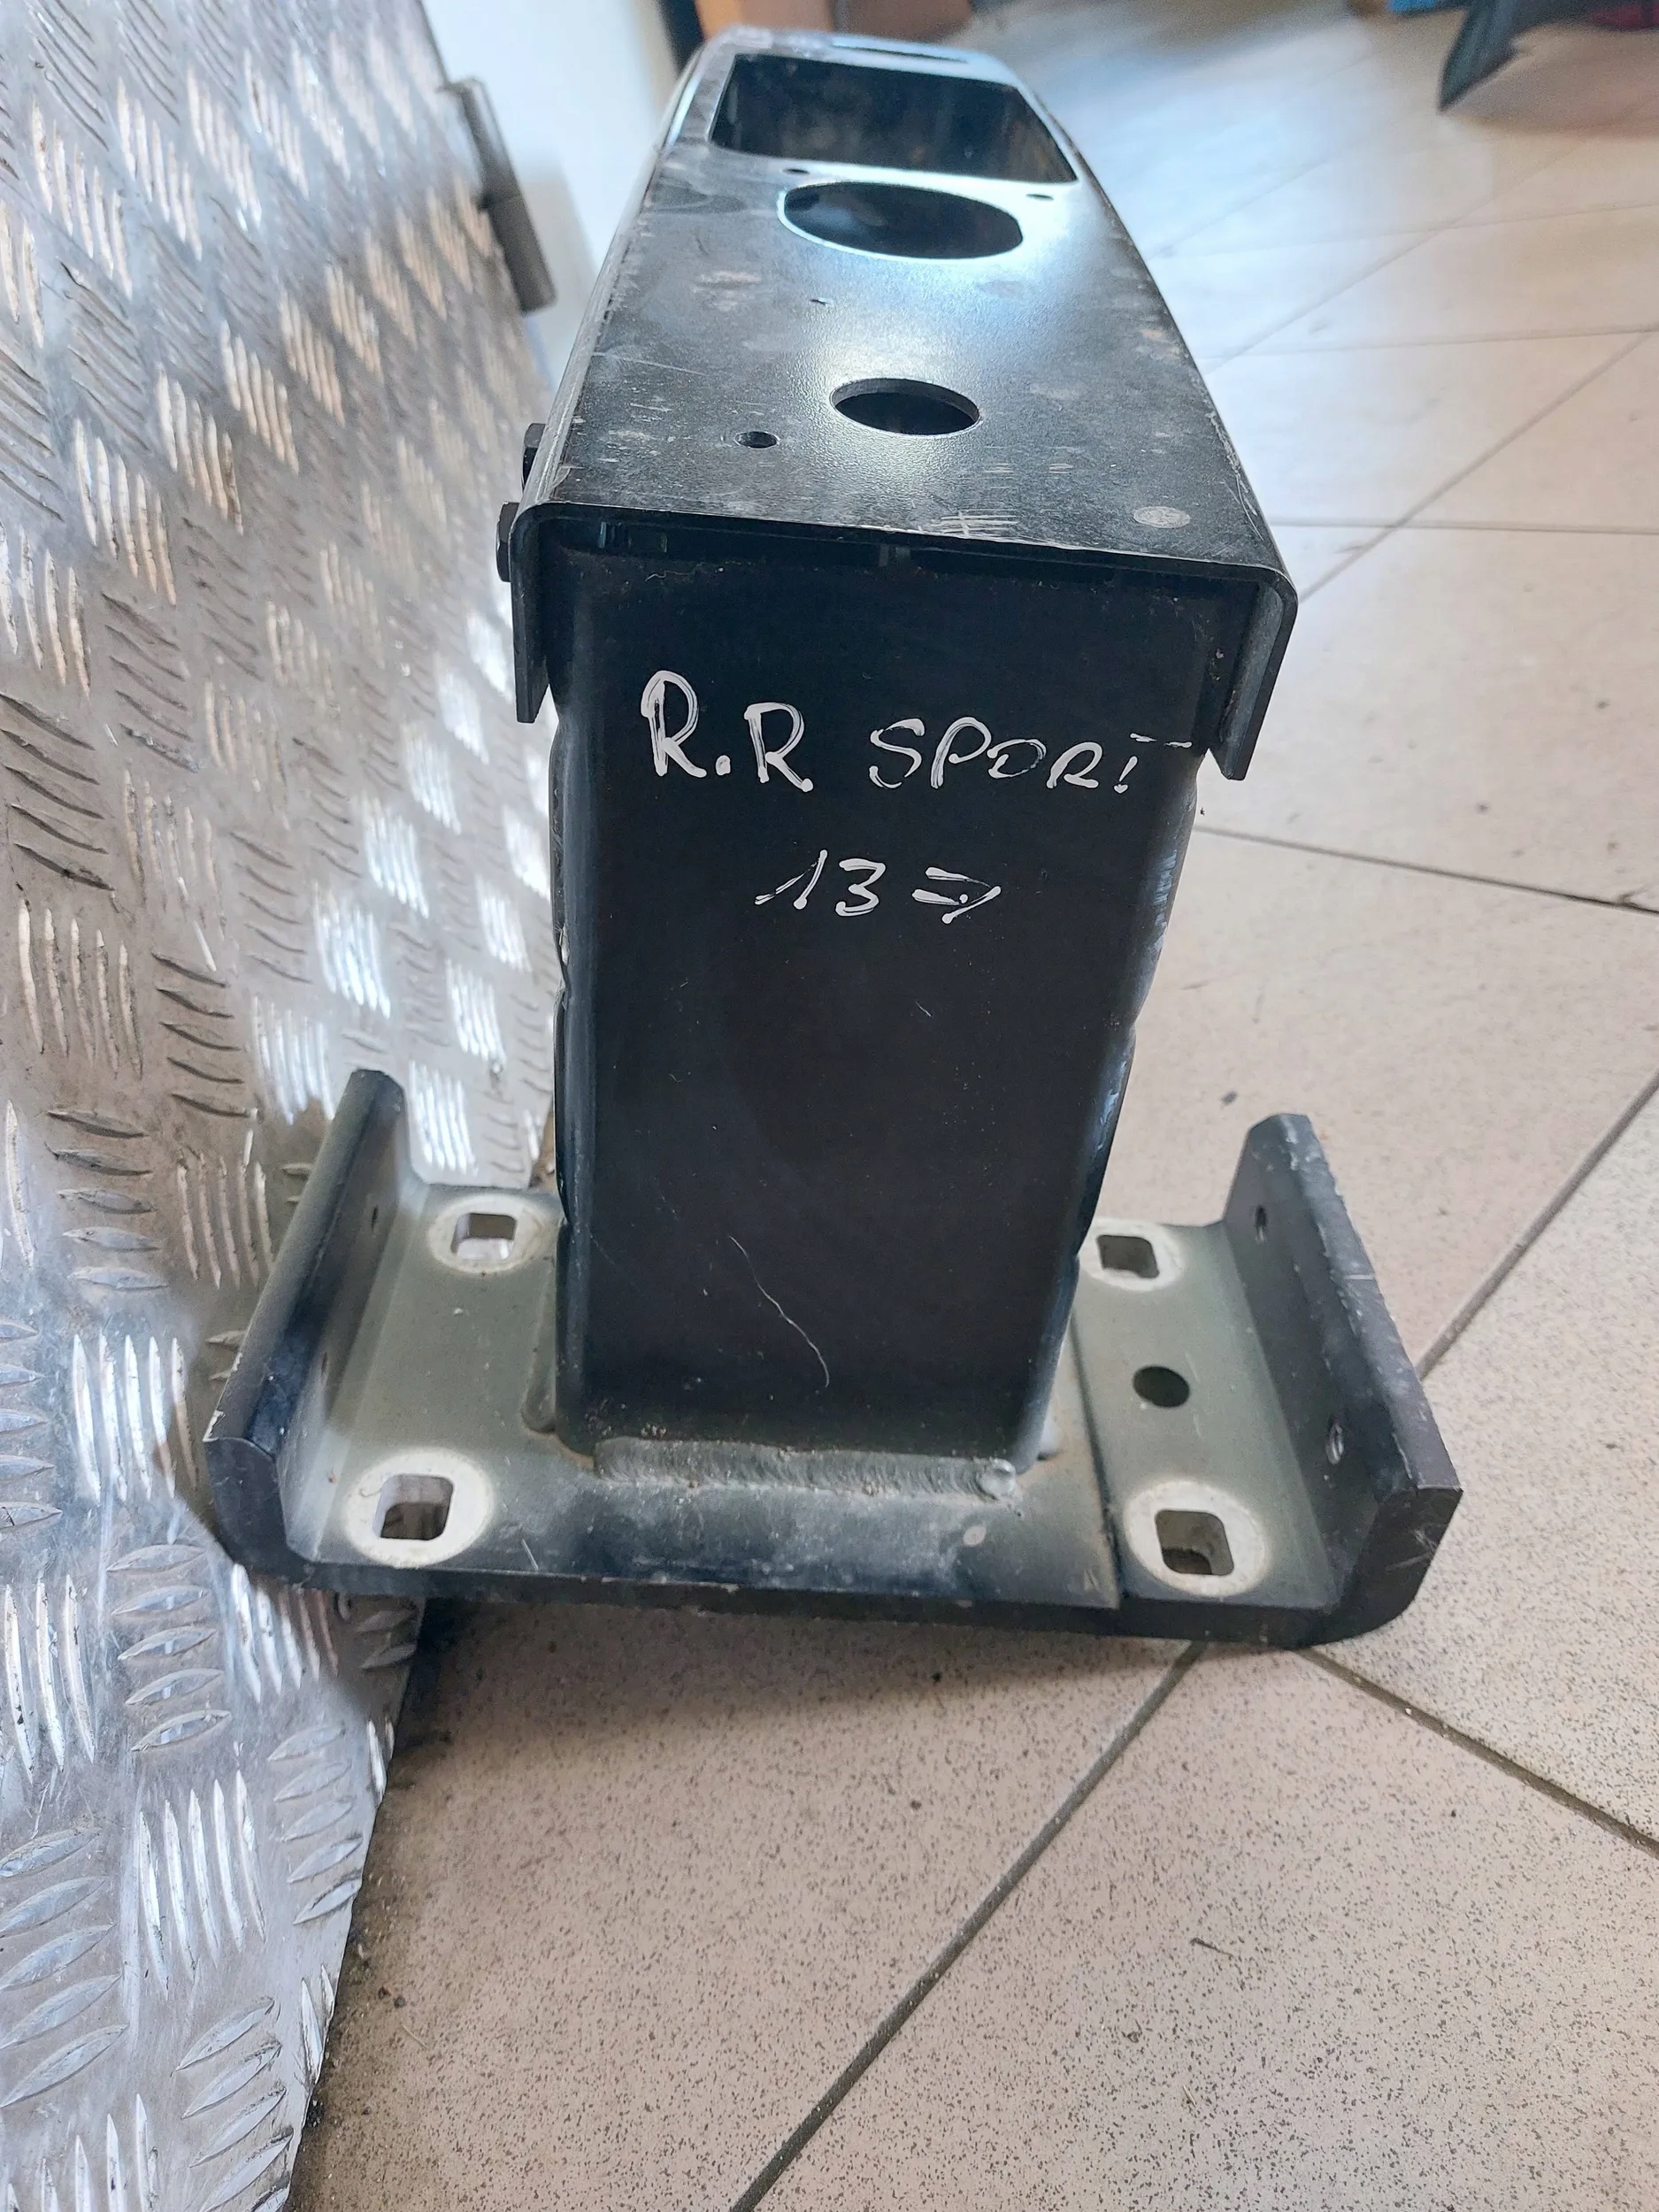 R.R SPORT
13 ⇒